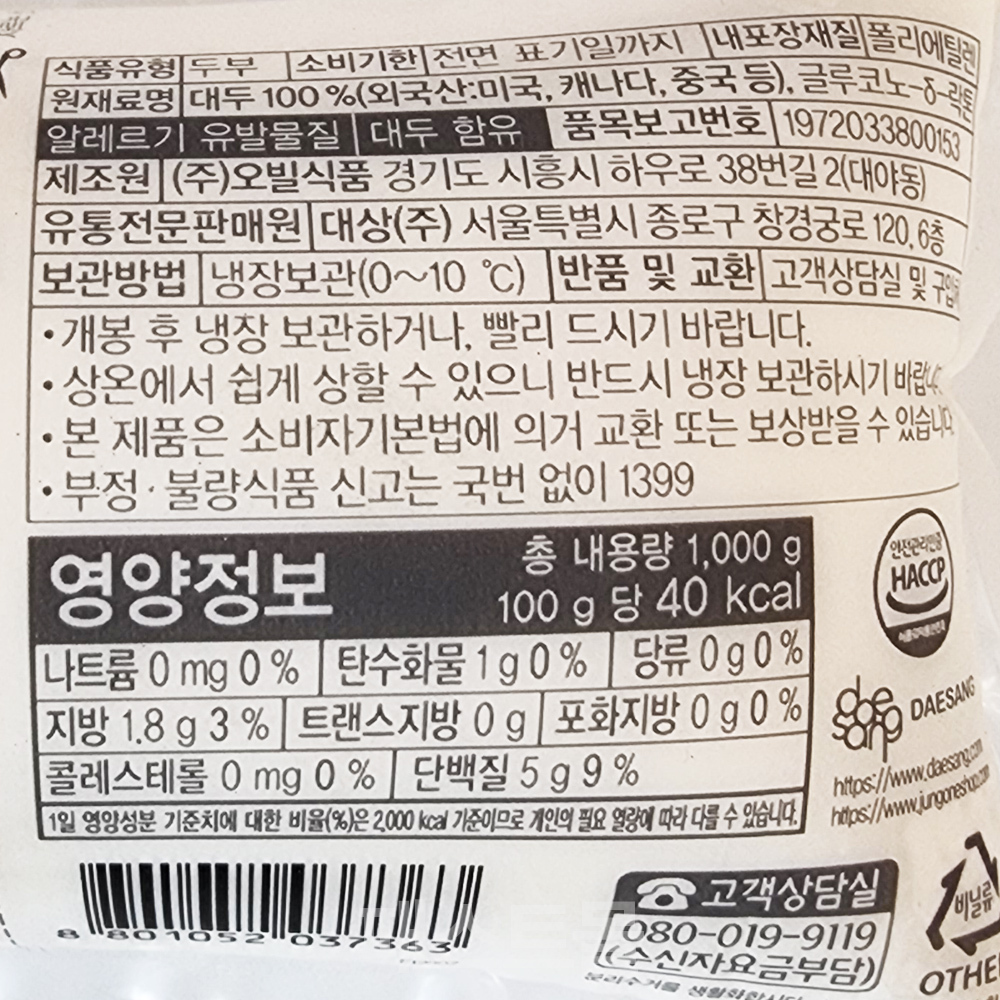 식품유형 두부 소비기한 전면 표기일까지 내포장재질 폴리에틸렌
원재료명 대두 100 %(외국산:미국, 캐나다, 중국 등), 글루코노-δ-락톤
알레르기 유발물질 대두 함유 품목보고번호 1972033800153
제조원 (주)오빌식품 경기도 시흥시 하우로 38번길 2(대야동)
유통전문판매원 대상(주) 서울특별시 종로구 창경궁로 120, 6층
보관방법 냉장보관(0~10 ℃) 반품 및 교환 고객상담실 및
• 개봉 후 냉장 보관하거나, 빨리 드시기 바랍니다.
• 상온에서 쉽게 상할 수 있으니 반드시 냉장 보관하시기 바랍니다
• 본 제품은 소비자기본법에 의거 교환 또는 보상받을 수 있습니다
• 부정 · 불량식품 신고는 국번 없이 1399
영양정보
총 내용량 1,000 g
100 g 당 40 kcal
나트륨 0 mg 0 % 탄수화물 1 g 0 % 당류 0 g 0 %
지방 1.8 g 3 % 트랜스지방 0 g 포화지방 0 g 0 %
콜레스테롤 0 mg 0 % 단백질 5 g 9 %
1일 영양성분 기준치에 대한 비율(%)은 2,000 kcal 기준이므로 개인의 필요 열량에 따라 다를 수 있습니다.
안전관리인증
HACCP
DAESANG
https://www.daesang.com
https://www.jungoneshop.com
8 801052 037363
고객상담실
080-019-9119
(수신자요금부담)
비닐류
OTHE